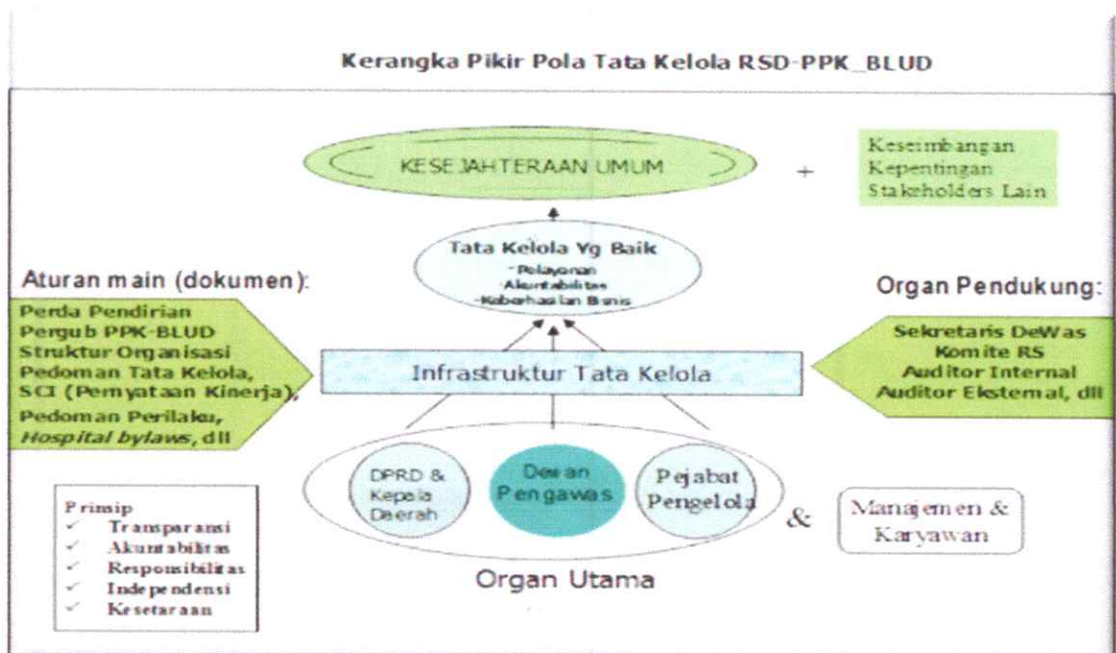 Kerangka Pikir Pola Tata Kelola RSD-PPK_BLUD
KESEJAHTERAAN UMUM
+
Keseimbangan
Kepentingan
Stakeholders Lain
Tata Kelola Yg Baik
-Pelayanan
-Akuntabilitas
-Keberhasilan Bisnis
Aturan main (dokumen):
Perda Pendirian
Pergub PPK-BLUD
Struktur Organisasi
Pedoman Tata Kelola,
SCI (Pernyataan Kinerja),
Pedoman Perilaku,
Hospital bylaws, dll
Organ Pendukung:
Sekretaris DeWas
Komite RS
Auditor Internal
Auditor Eksternal, dll
Infrastruktur Tata Kelola
DPRD &
Kepala
Daerah
Dewan
Pengawas
Pejabat
Pengelola
&
Manajemen &
Karyawan
Organ Utama
Prinsip
✓ Transparansi
✓ Akuntabilitas
✓ Responsibilitas
✓ Independensi
✓ Kesetaraan